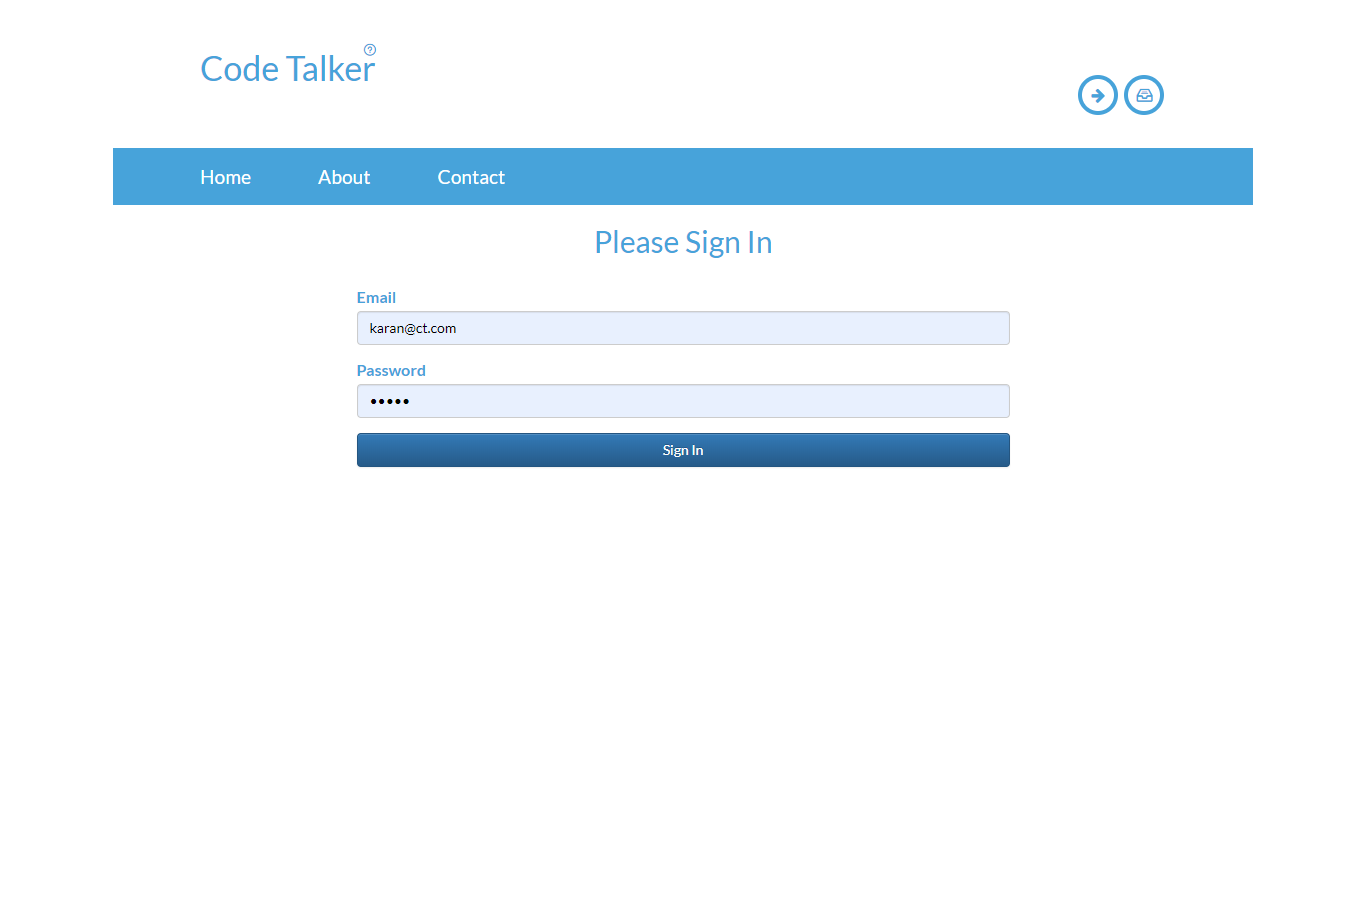 Code Talker
Home About Contact
Please Sign In
Email
karan@ct.com
Password
•••••
Sign In